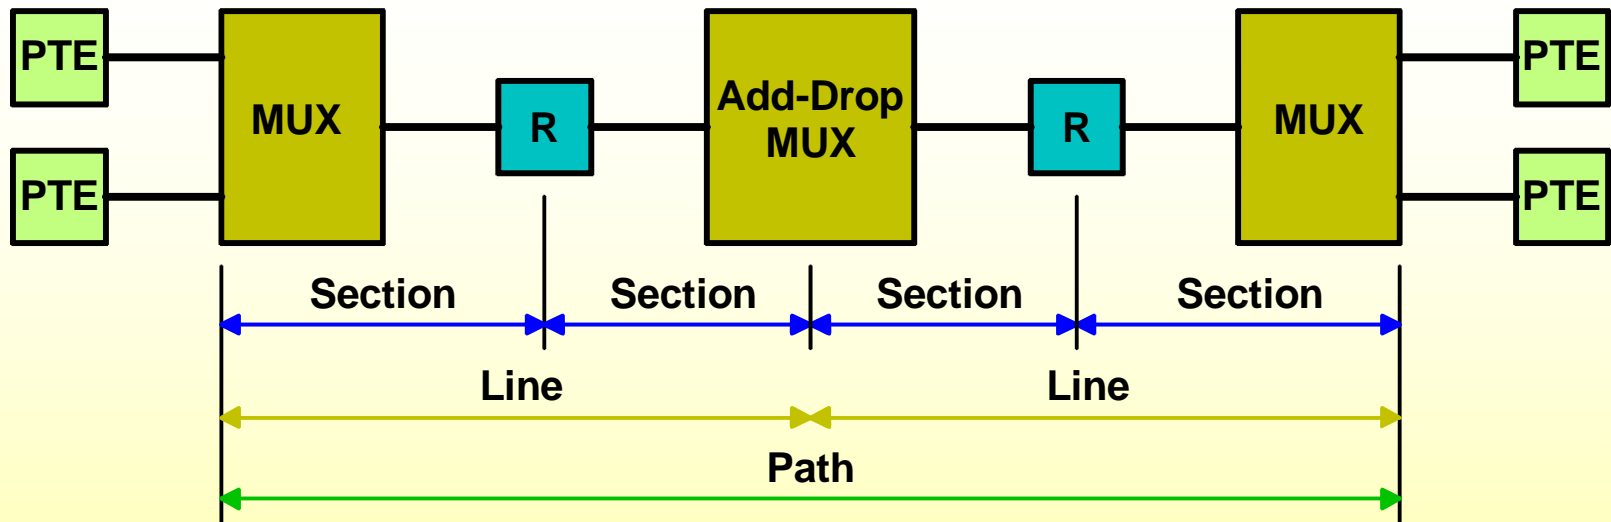 PTE
PTE
MUX
R
Add-Drop
MUX
R
MUX
PTE
PTE
Section
Section
Section
Section
Line
Line
Path